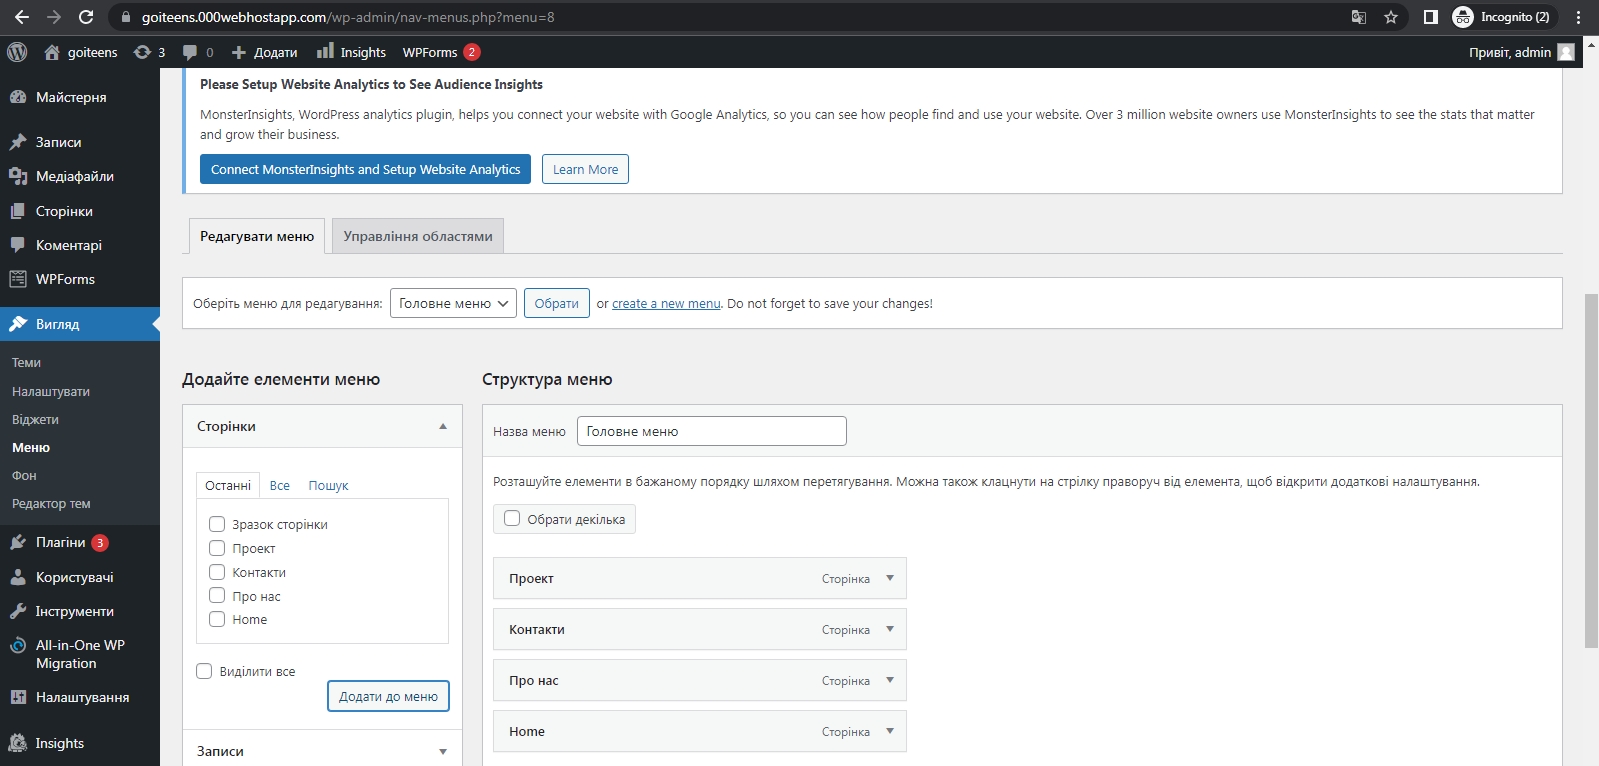 goiteens.000webhostapp.com/wp-admin/nav-menus.php?menu=8
Incognito (2)
goiteens
3
0
Додати
Insights
WPForms 2
Привіт, admin
Майстерня
Записи
Медіафайли
Сторінки
Коментарі
WPForms
Вигляд
Теми
Налаштувати
Віджети
Меню
Фон
Редактор тем
Плагіни 3
Користувачі
Інструменти
All-in-One WP
Migration
Налаштування
Insights
Please Setup Website Analytics to See Audience Insights
MonsterInsights, WordPress analytics plugin, helps you connect your website with Google Analytics, so you can see how people find and use your website. Over 3 million website owners use MonsterInsights to see the stats that matter
and grow their business.
Connect MonsterInsights and Setup Website Analytics
Learn More
Редагувати меню
Управління областями
Оберіть меню для редагування: Головне меню Обрати or create a new menu. Do not forget to save your changes!
Додайте елементи меню
Сторінки
Останні Все Пошук
Зразок сторінки
Проект
Контакти
Про нас
Home
Виділити все
Додати до меню
Записи
Структура меню
Назва меню Головне меню
Розташуйте елементи в бажаному порядку шляхом перетягування. Можна також клацнути на стрілку праворуч від елемента, щоб відкрити додаткові налаштування.
Обрати декілька
Проект Сторінка
Контакти Сторінка
Про нас Сторінка
Home Сторінка